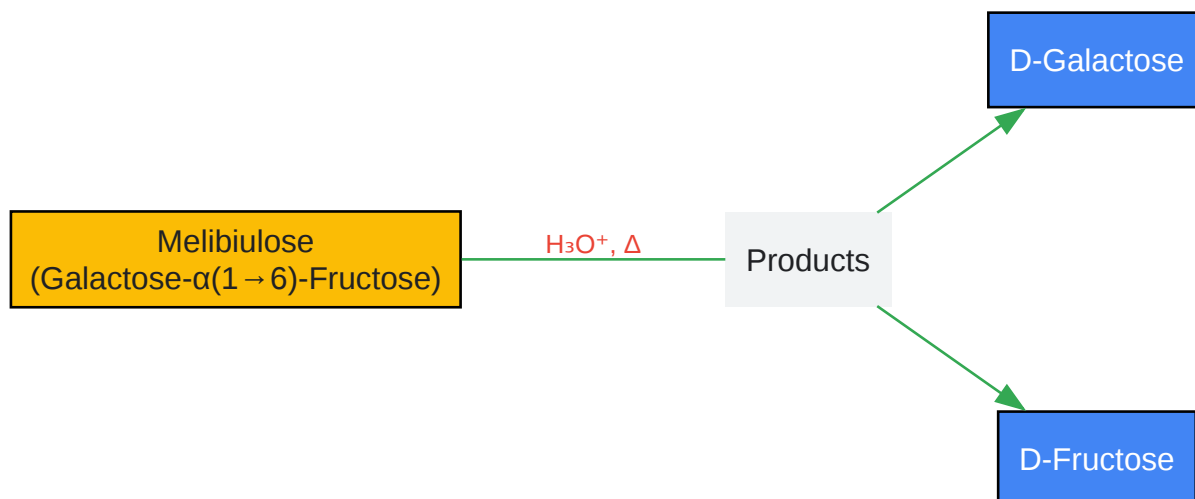 D-Galactose
Melibiulose
(Galactose-α(1→6)-Fructose)
H₃O⁺, Δ
Products
D-Fructose